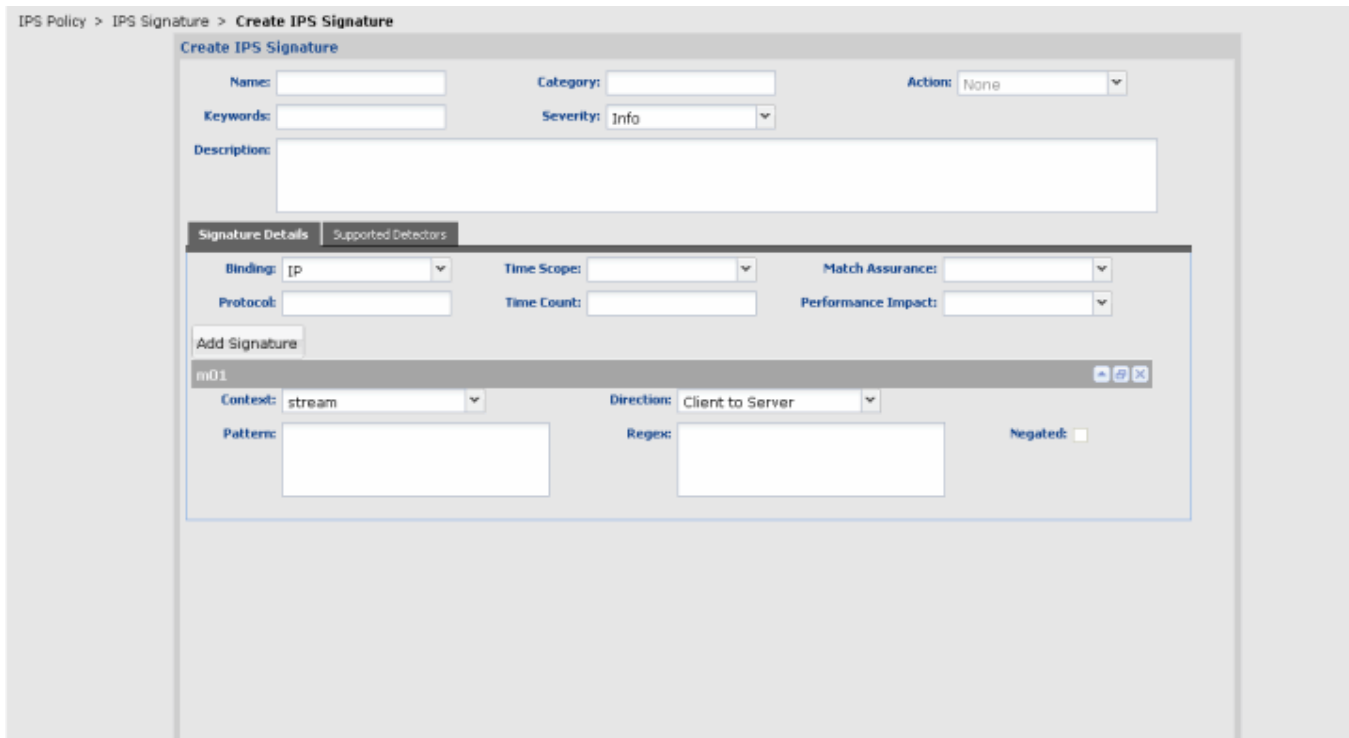 IPS Policy > IPS Signature > Create IPS Signature
Create IPS Signature
Name: Category: Action: None
Keywords: Severity: Info
Description:
Signature Details Supported Detectors
Binding: IP Time Scope: Match Assurance:
Protocol: Time Count: Performance Impact:
Add Signature
m01
Context: stream Direction: Client to Server
Pattern: Regex: Negated: